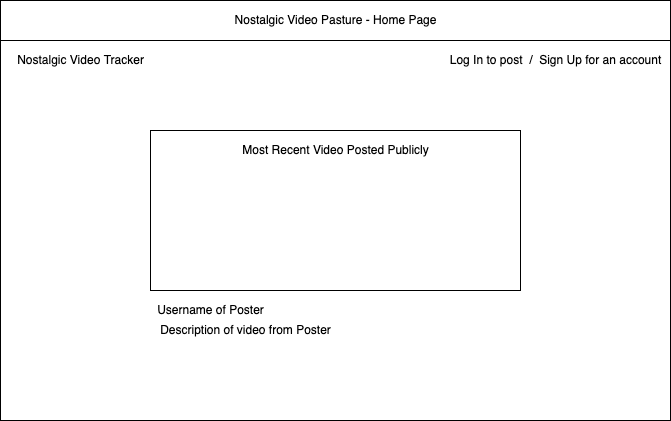 Nostalgic Video Pasture - Home Page
Nostalgic Video Tracker
Log In to post / Sign Up for an account
Most Recent Video Posted Publicly
Username of Poster
Description of video from Poster